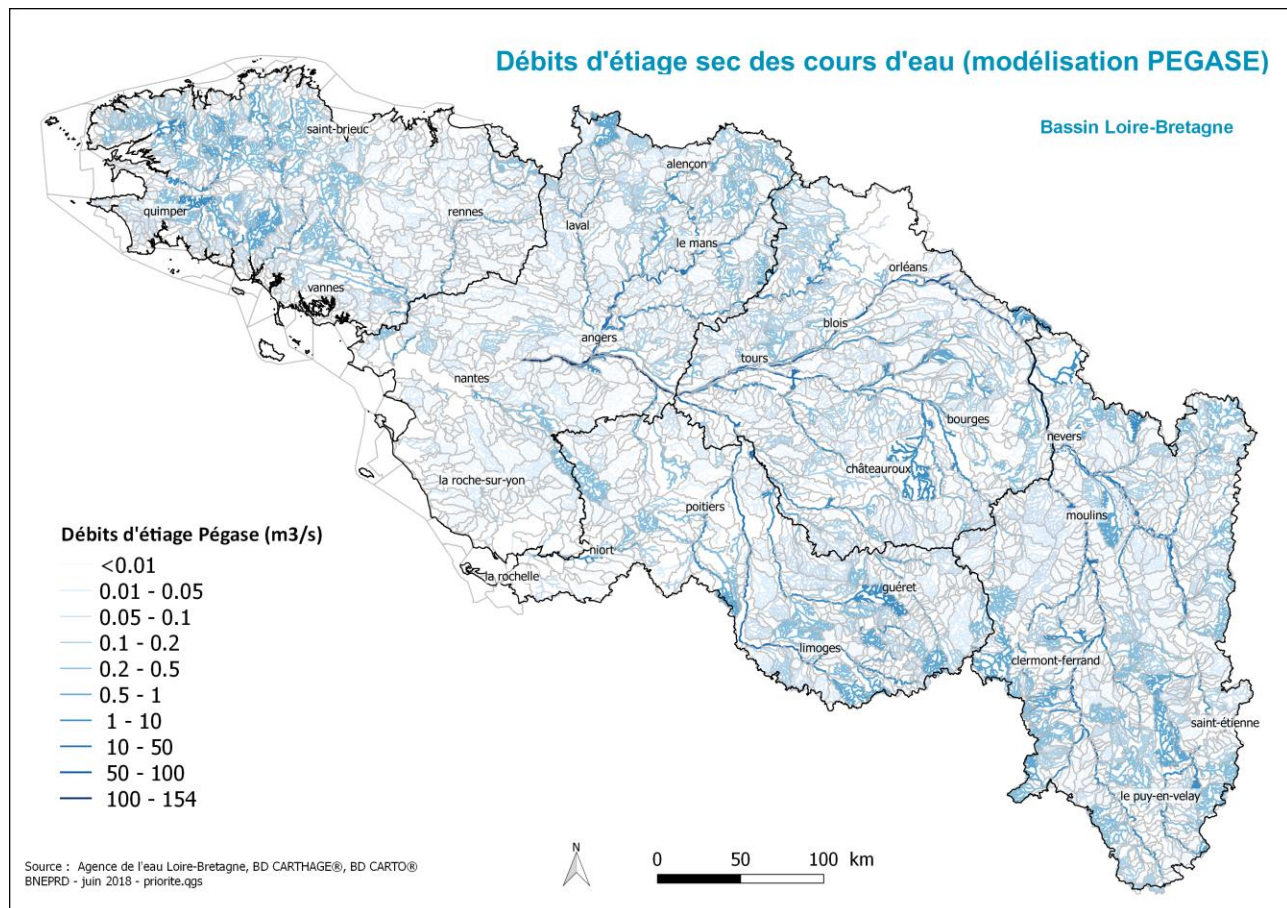 Débits d'étiage sec des cours d'eau (modélisation PEGASE)
Bassin Loire-Bretagne
saint-brieuc
alençon
quimper
rennes
laval
le mans
vannes
orléans
blois
angers
tours
nantes
bourges
nevers
châteauroux
la roche-sur-yon
poitiers
moulins
niort
la rochelle
guéret
limoges
clermont-ferrand
saint-étienne
le puy-en-velay
Débits d'étiage Pégase (m3/s)
<0.01
0.01 - 0.05
0.05 - 0.1
0.1 - 0.2
0.2 - 0.5
0.5 - 1
1 - 10
10 - 50
50 - 100
100 - 154
Source : Agence de l'eau Loire-Bretagne, BD CARTHAGE®, BD CARTO®
BNEPRD - juin 2018 - priorite.qgs
N
0 50 100 km